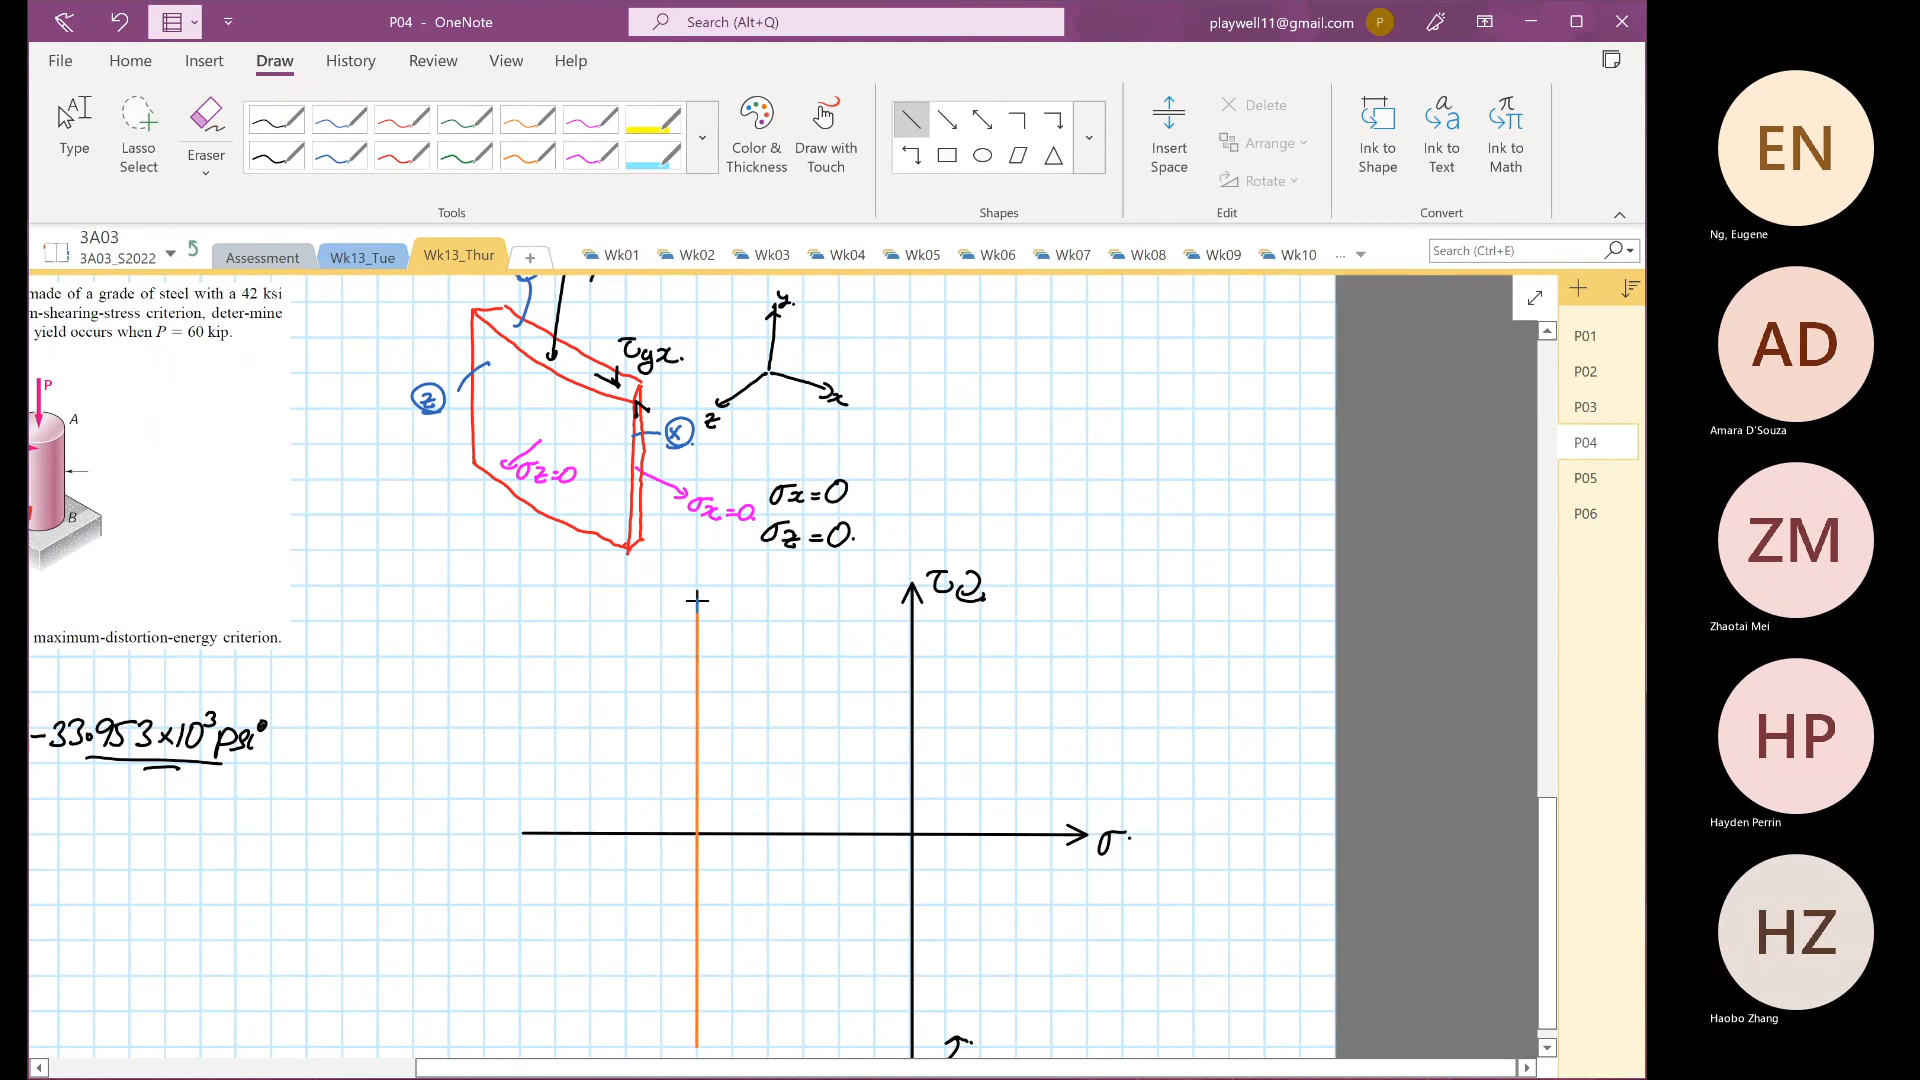 P04 - OneNote
Search (Alt+Q)
playwell11@gmail.com
P
File Home Insert Draw History Review View Help
Type
Lasso Select
Eraser
Color & Thickness
Draw with Touch
Insert Space
Delete
Arrange
Rotate
Ink to Shape
Ink to Text
Ink to Math
Tools Shapes Edit Convert
3A03
3A03_S2022
Assessment Wk13_Tue Wk13_Thur Wk01 Wk02 Wk03 Wk04 Wk05 Wk06 Wk07 Wk08 Wk09 Wk10 ...
Search (Ctrl+E)
P01
P02
P03
P04
P05
P06
made of a grade of steel with a 42 ksi
m-shearing-stress criterion, deter-mine
yield occurs when P = 60 kip.
P
A
B
maximum-distortion-energy criterion.
-33.953×10³ psi
τyx.
y.
x
z
z
x
σz=0
σx=0.
σx=0
σz=0.
τ
σ.
EN
Ng, Eugene
AD
Amara D'Souza
ZM
Zhaotai Mei
HP
Hayden Perrin
HZ
Haobo Zhang